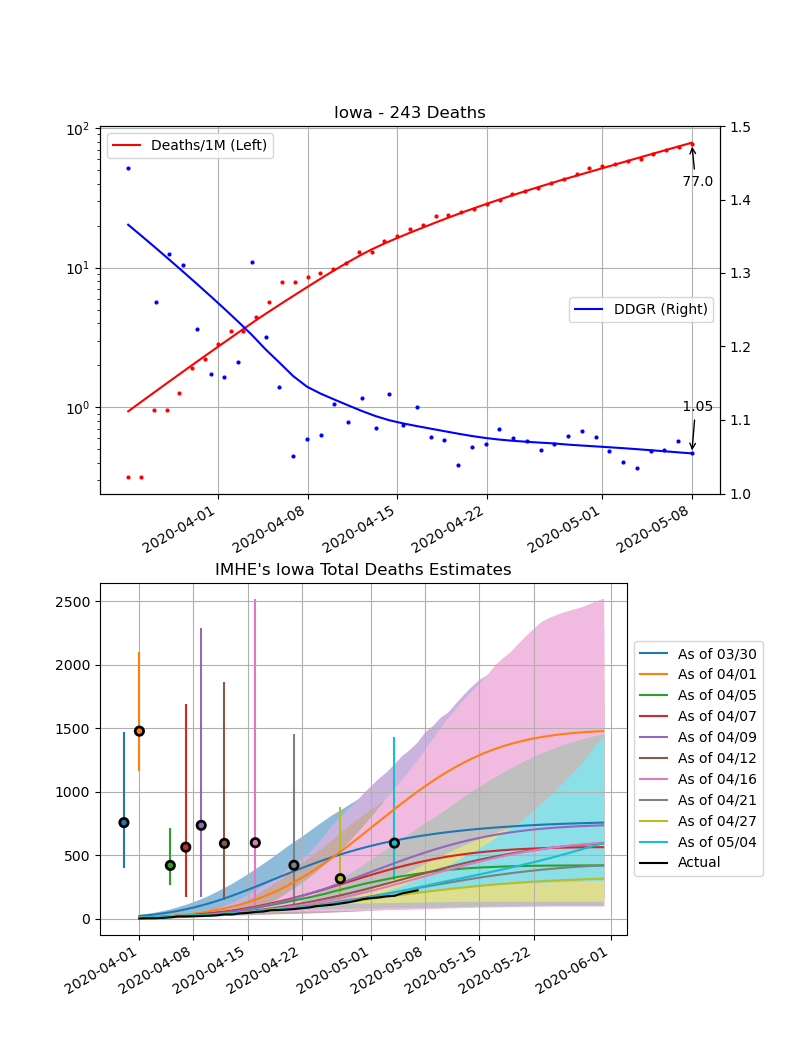 Iowa - 243 Deaths
10²
10¹
10⁰
Deaths/1M (Left)
1.5
1.4
1.3
1.2
1.1
1.0
77.0
DDGR (Right)
1.05
2020-04-01
2020-04-08
2020-04-15
2020-04-22
2020-05-01
2020-05-08
IMHE's Iowa Total Deaths Estimates
2500
2000
1500
1000
500
0
As of 03/30
As of 04/01
As of 04/05
As of 04/07
As of 04/09
As of 04/12
As of 04/16
As of 04/21
As of 04/27
As of 05/04
Actual
2020-04-01
2020-04-08
2020-04-15
2020-04-22
2020-05-01
2020-05-08
2020-05-15
2020-05-22
2020-06-01